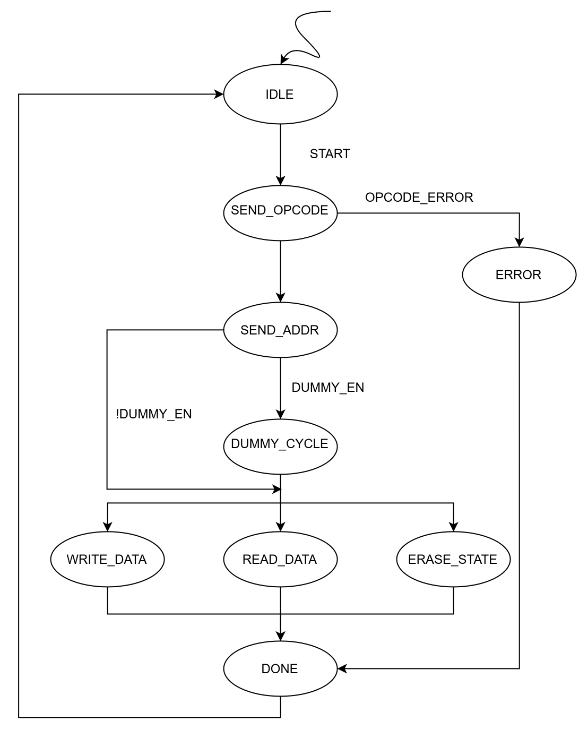 IDLE
START
SEND_OPCODE
OPCODE_ERROR
ERROR
SEND_ADDR
DUMMY_EN
!DUMMY_EN
DUMMY_CYCLE
WRITE_DATA
READ_DATA
ERASE_STATE
DONE